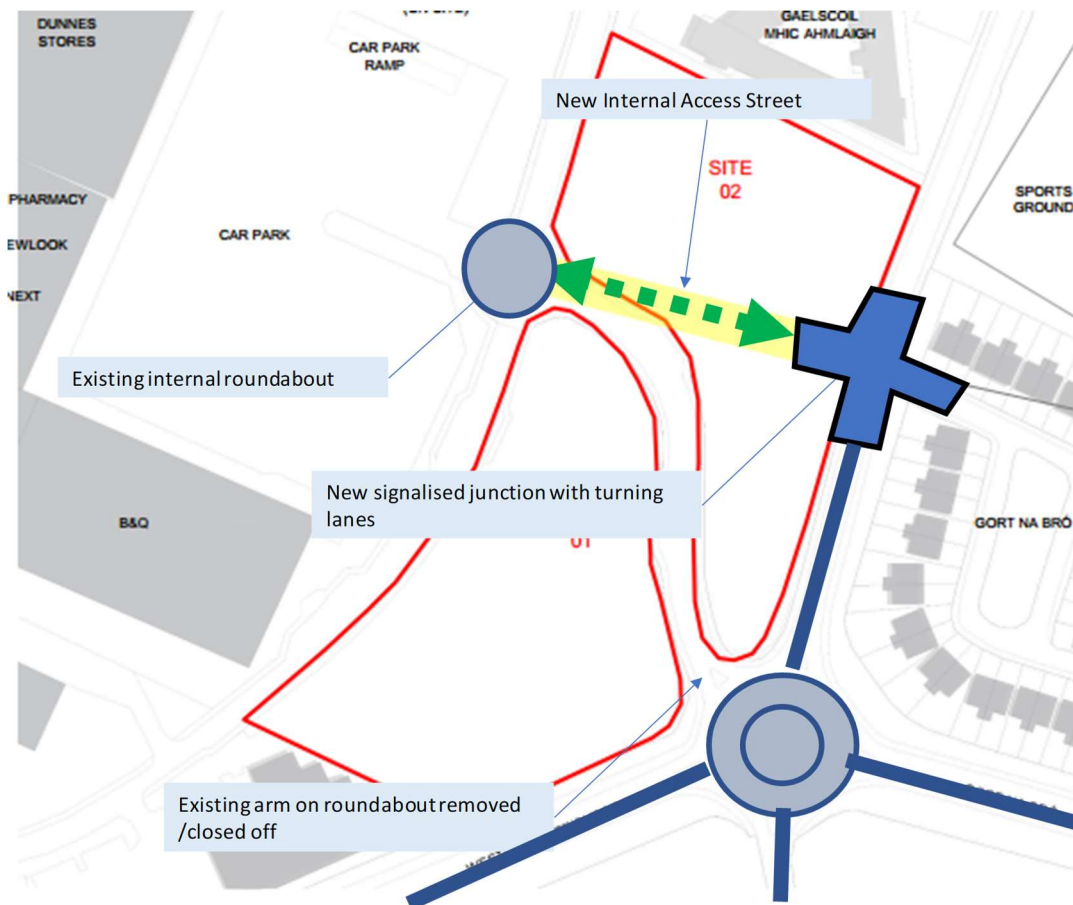 DUNNES
STORES
CAR PARK
RAMP
GAELSCOIL
MHIC AHMLAIGH
New Internal Access Street
SITE
02
PHARMACY
EWLOOK
NEXT
CAR PARK
SPORTS
GROUND
Existing internal roundabout
New signalised junction with turning
lanes
B&Q
01
GORT NA BRÓ
Existing arm on roundabout removed
/closed off